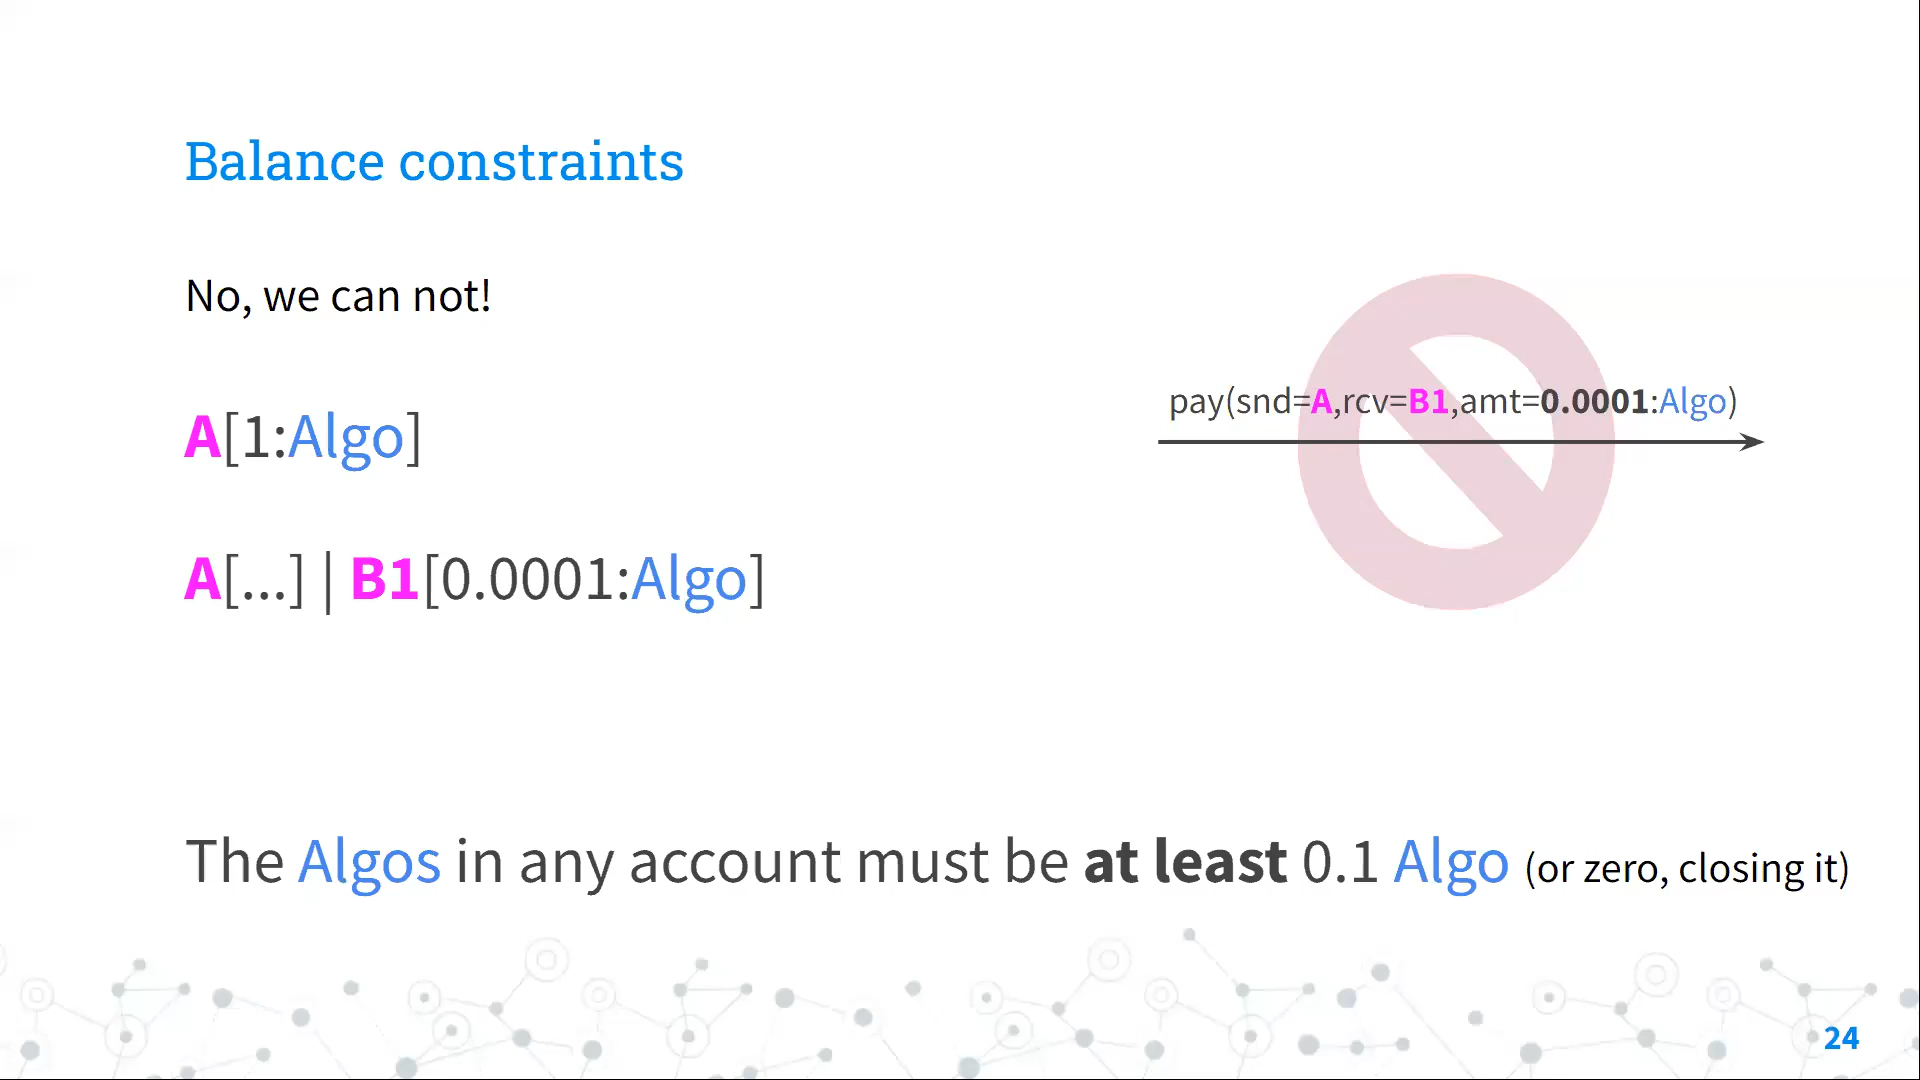 Balance constraints
No, we can not!
A[1:Algo]
pay(snd=A,rcv=B1,amt=0.0001:Algo)
A[...] | B1[0.0001:Algo]
The Algos in any account must be at least 0.1 Algo (or zero, closing it)
24